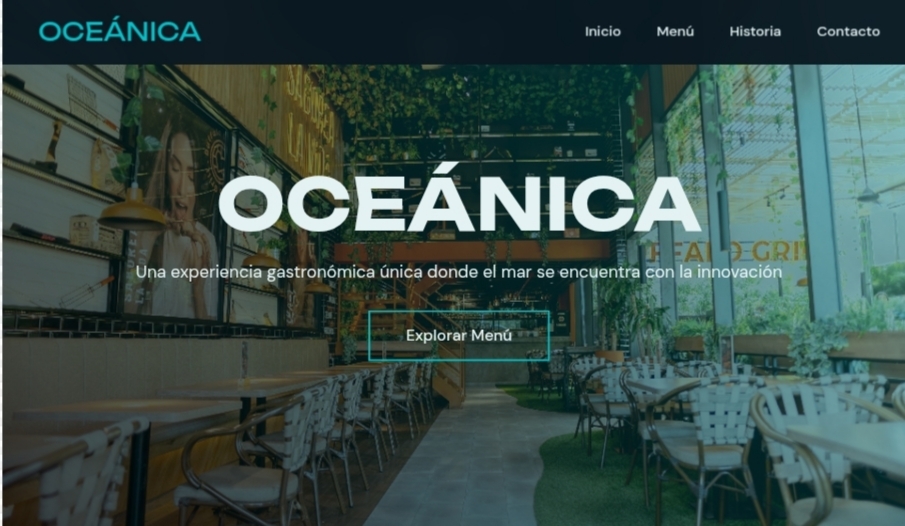 OCEÁNICA
Inicio Menú Historia Contacto
OCEÁNICA
Una experiencia gastronómica única donde el mar se encuentra con la innovación
Explorar Menú